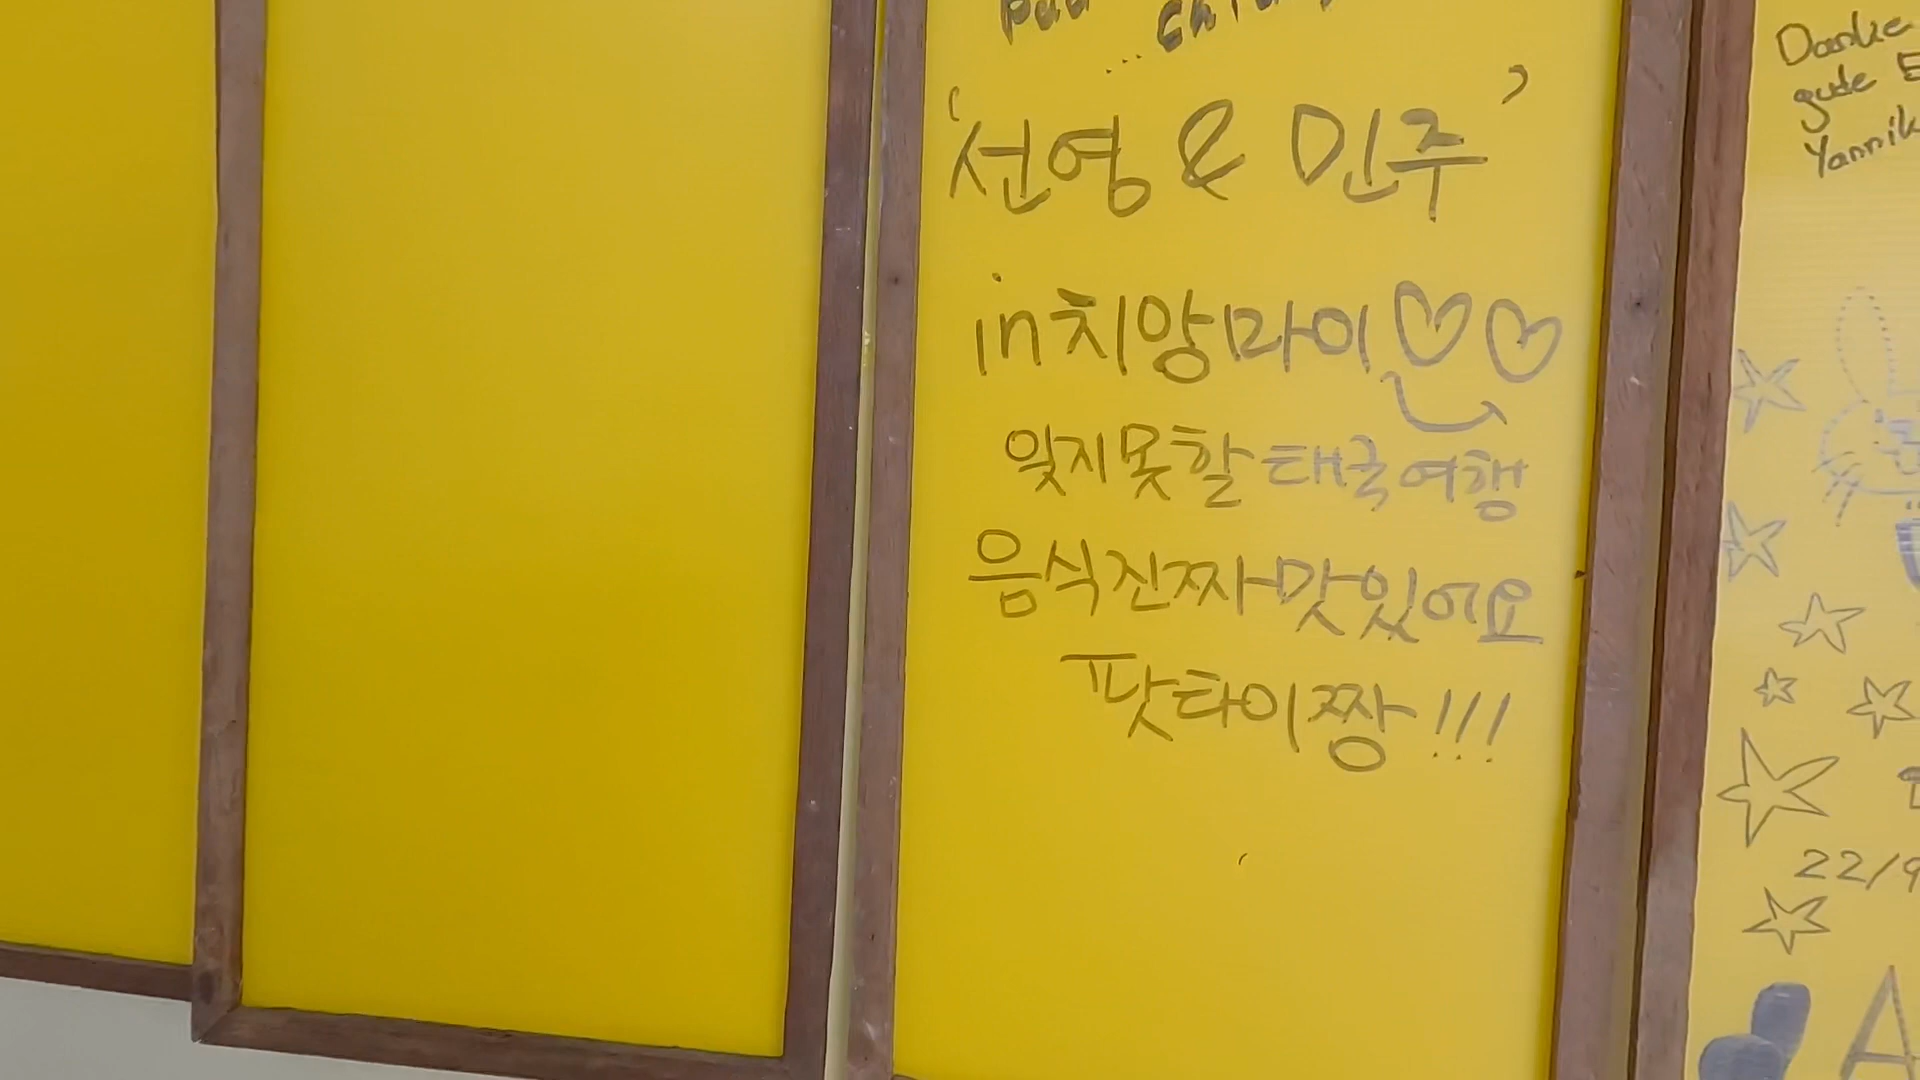 '선영 & 민주'
in 치앙마이♡♡
잊지못할 태국여행
음식진짜맛있어요
팟타이짱!!!
Danke
gute
Yannik
22/9